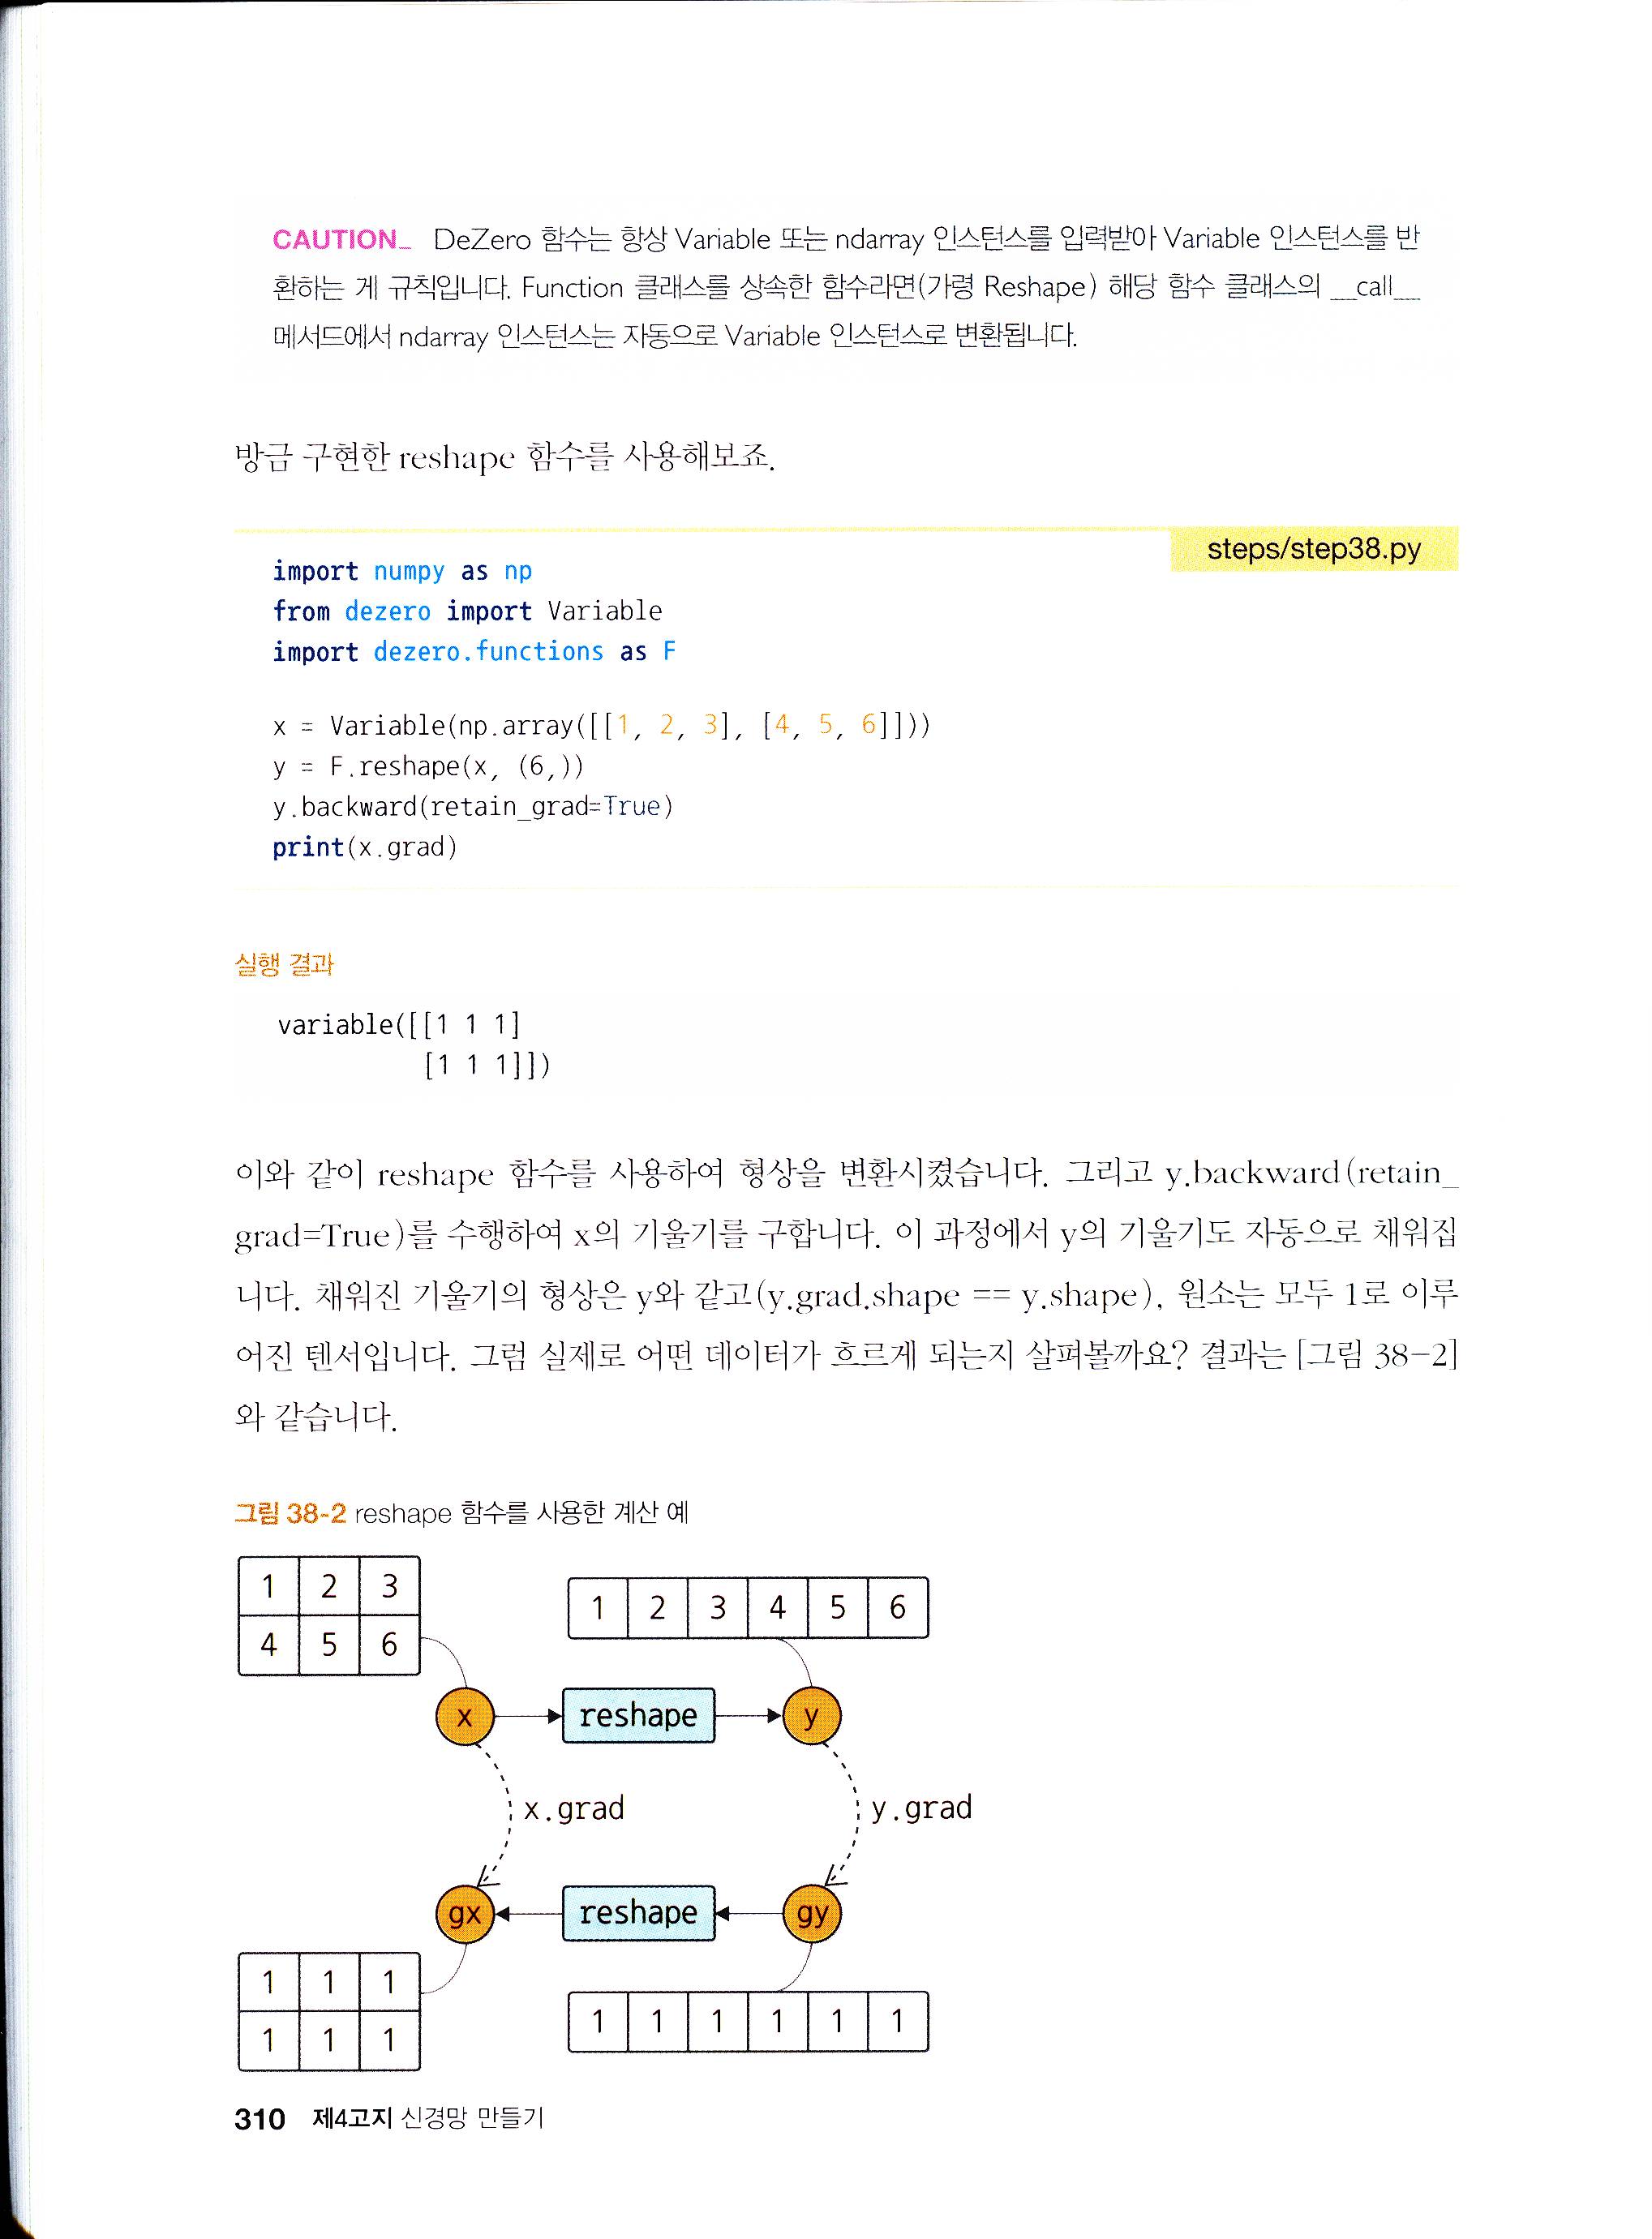 CAUTION_ DeZero 함수는 항상 Variable 또는 ndarray 인스턴스를 입력받아 Variable 인스턴스를 반
환하는 게 규칙입니다. Function 클래스를 상속한 함수라면(가령 Reshape) 해당 함수 클래스의 __call__
메서드에서 ndarray 인스턴스는 자동으로 Variable 인스턴스로 변환됩니다.
방금 구현한 reshape 함수를 사용해보죠.
steps/step38.py
import numpy as np
from dezero import Variable
import dezero.functions as F
x = Variable(np.array([[1, 2, 3], [4, 5, 6]]))
y = F.reshape(x, (6,))
y.backward(retain_grad=True)
print(x.grad)
실행 결과
variable([[1 1 1]
[1 1 1]])
이와 같이 reshape 함수를 사용하여 형상을 변환시켰습니다. 그리고 y.backward(retain_
grad=True)를 수행하여 x의 기울기를 구합니다. 이 과정에서 y의 기울기도 자동으로 채워집
니다. 채워진 기울기의 형상은 y와 같고(y.grad.shape == y.shape), 원소는 모두 1로 이루
어진 텐서입니다. 그럼 실제로 어떤 데이터가 흐르게 되는지 살펴볼까요? 결과는 [그림 38-2]
와 같습니다.
그림 38-2 reshape 함수를 사용한 계산 예
1 2 3
4 5 6
1 2 3 4 5 6
x reshape y
x.grad y.grad
gx reshape gy
1 1 1
1 1 1
1 1 1 1 1 1
310 제4고지 신경망 만들기